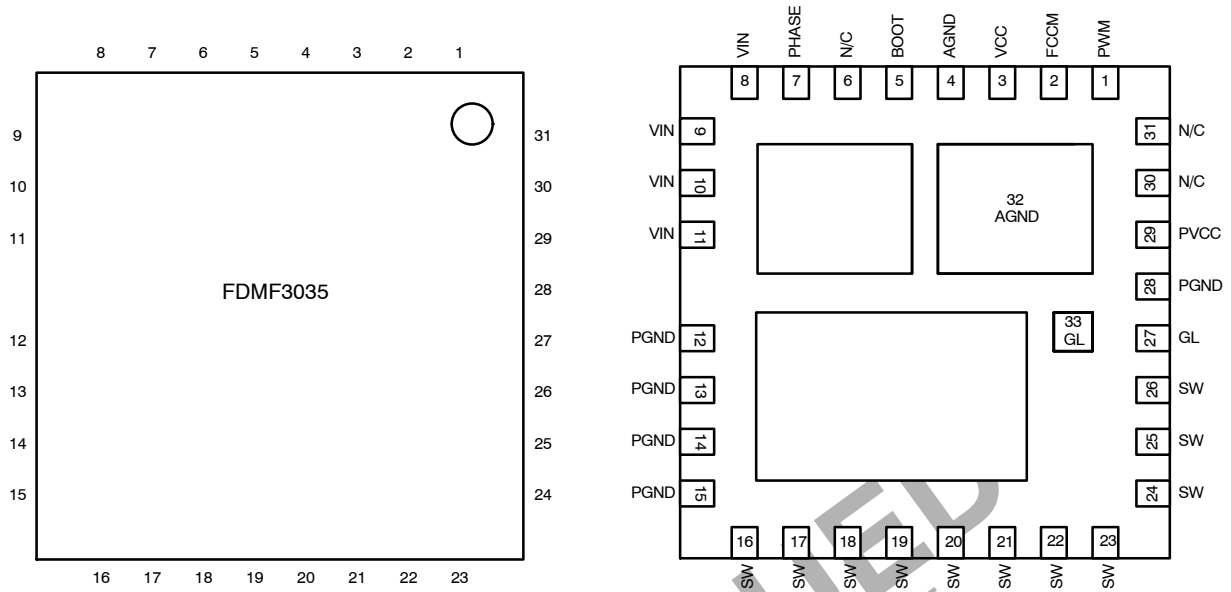 8 7 6 5 4 3 2 1
9
10
11
12
13
14
15
FDMF3035
31
30
29
28
27
26
25
24
16 17 18 19 20 21 22 23
VIN PHASE N/C BOOT AGND VCC FCCM PWM
8 7 6 5 4 3 2 1
VIN 9
VIN 10
VIN 11
PGND 12
PGND 13
PGND 14
PGND 15
32
AGND
33
GL
31 N/C
30 N/C
29 PVCC
28 PGND
27 GL
26 SW
25 SW
24 SW
16 17 18 19 20 21 22 23
SW SW SW SW SW SW SW SW
UED